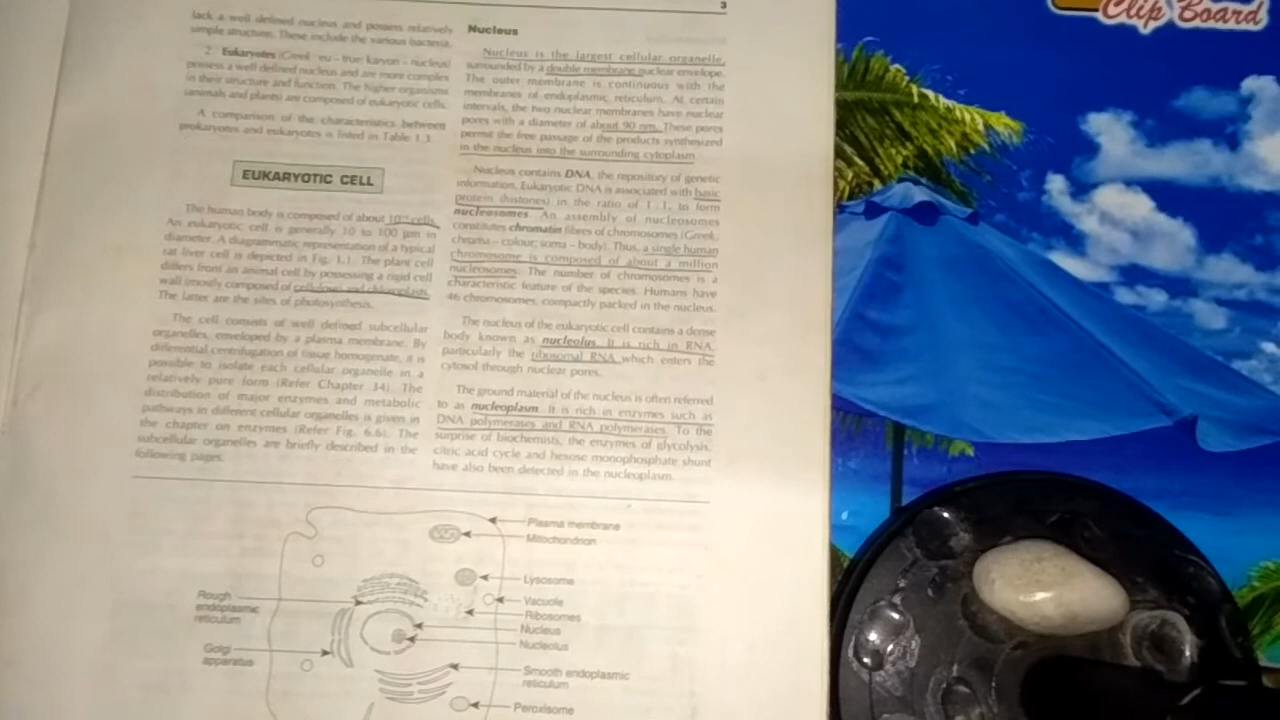 3
lack a well defined nucleus and possess relatively
simple structure. These include the various bacteria.
2. Eukaryotes (Greek : eu – true; karyon – nucleus)
possess a well defined nucleus and are more complex
in their structure and function. The higher organisms
(animals and plants) are composed of eukaryotic cells.
A comparison of the characteristics between
prokaryotes and eukaryotes is listed in Table 1.3.
EUKARYOTIC CELL
The human body is composed of about 10¹⁴ cells.
An eukaryotic cell is generally 10 to 100 μm in
diameter. A diagrammatic representation of a typical
rat liver cell is depicted in Fig. 1.1. The plant cell
differs from an animal cell by possessing a rigid cell
wall (mostly composed of cellulose) and chloroplasts.
The latter are the sites of photosynthesis.
The cell consists of well defined subcellular
organelles, enveloped by a plasma membrane. By
differential centrifugation of tissue homogenate, it is
possible to isolate each cellular organelle in a
relatively pure form (Refer Chapter 34). The
distribution of major enzymes and metabolic
pathways in different cellular organelles is given in
the chapter on enzymes (Refer Fig. 6.6). The
subcellular organelles are briefly described in the
following pages.
Nucleus
Nucleus is the largest cellular organelle,
surrounded by a double membrane nuclear envelope.
The outer membrane is continuous with the
membranes of endoplasmic reticulum. At certain
intervals, the two nuclear membranes have nuclear
pores with a diameter of about 90 nm. These pores
permit the free passage of the products synthesized
in the nucleus into the surrounding cytoplasm.
Nucleus contains DNA, the repository of genetic
information. Eukaryotic DNA is associated with basic
protein (histones) in the ratio of 1 : 1, to form
nucleosomes. An assembly of nucleosomes
constitutes chromatin fibres of chromosomes (Greek;
chroma – colour; soma – body). Thus, a single human
chromosome is composed of about a million
nucleosomes. The number of chromosomes is a
characteristic feature of the species. Humans have
46 chromosomes, compactly packed in the nucleus.
The nucleus of the eukaryotic cell contains a dense
body known as nucleolus. It is rich in RNA,
particularly the ribosomal RNA which enters the
cytosol through nuclear pores.
The ground material of the nucleus is often referred
to as nucleoplasm. It is rich in enzymes such as
DNA polymerases and RNA polymerases. To the
surprise of biochemists, the enzymes of glycolysis,
citric acid cycle and hexose monophosphate shunt
have also been detected in the nucleoplasm.
Plasma membrane
Mitochondrion
Lysosome
Vacuole
Ribosomes
Nucleus
Nucleolus
Smooth endoplasmic
reticulum
Peroxisome
Rough
endoplasmic
reticulum
Golgi
apparatus
Clip Board